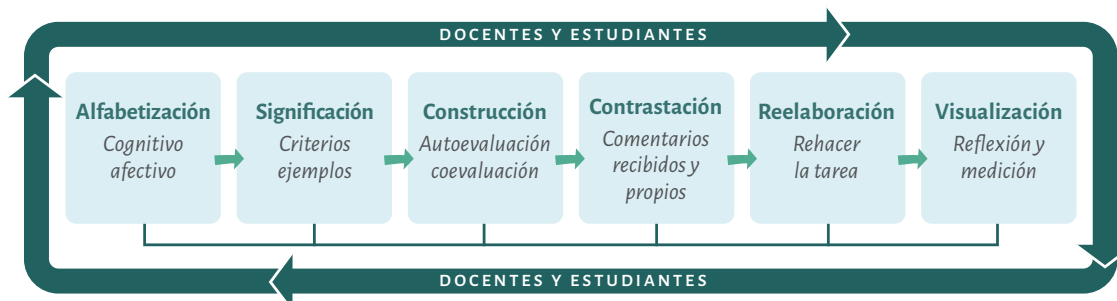 DOCENTES Y ESTUDIANTES
Alfabetización
Cognitivo
afectivo
Significación
Criterios
ejemplos
Construcción
Autoevaluación
coevaluación
Contrastación
Comentarios
recibidos y
propios
Reelaboración
Rehacer
la tarea
Visualización
Reflexión y
medición
DOCENTES Y ESTUDIANTES